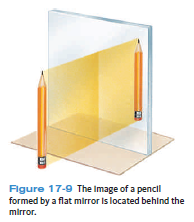 Figure 17-9 The image of a pencil
formed by a flat mirror is located behind the
mirror.